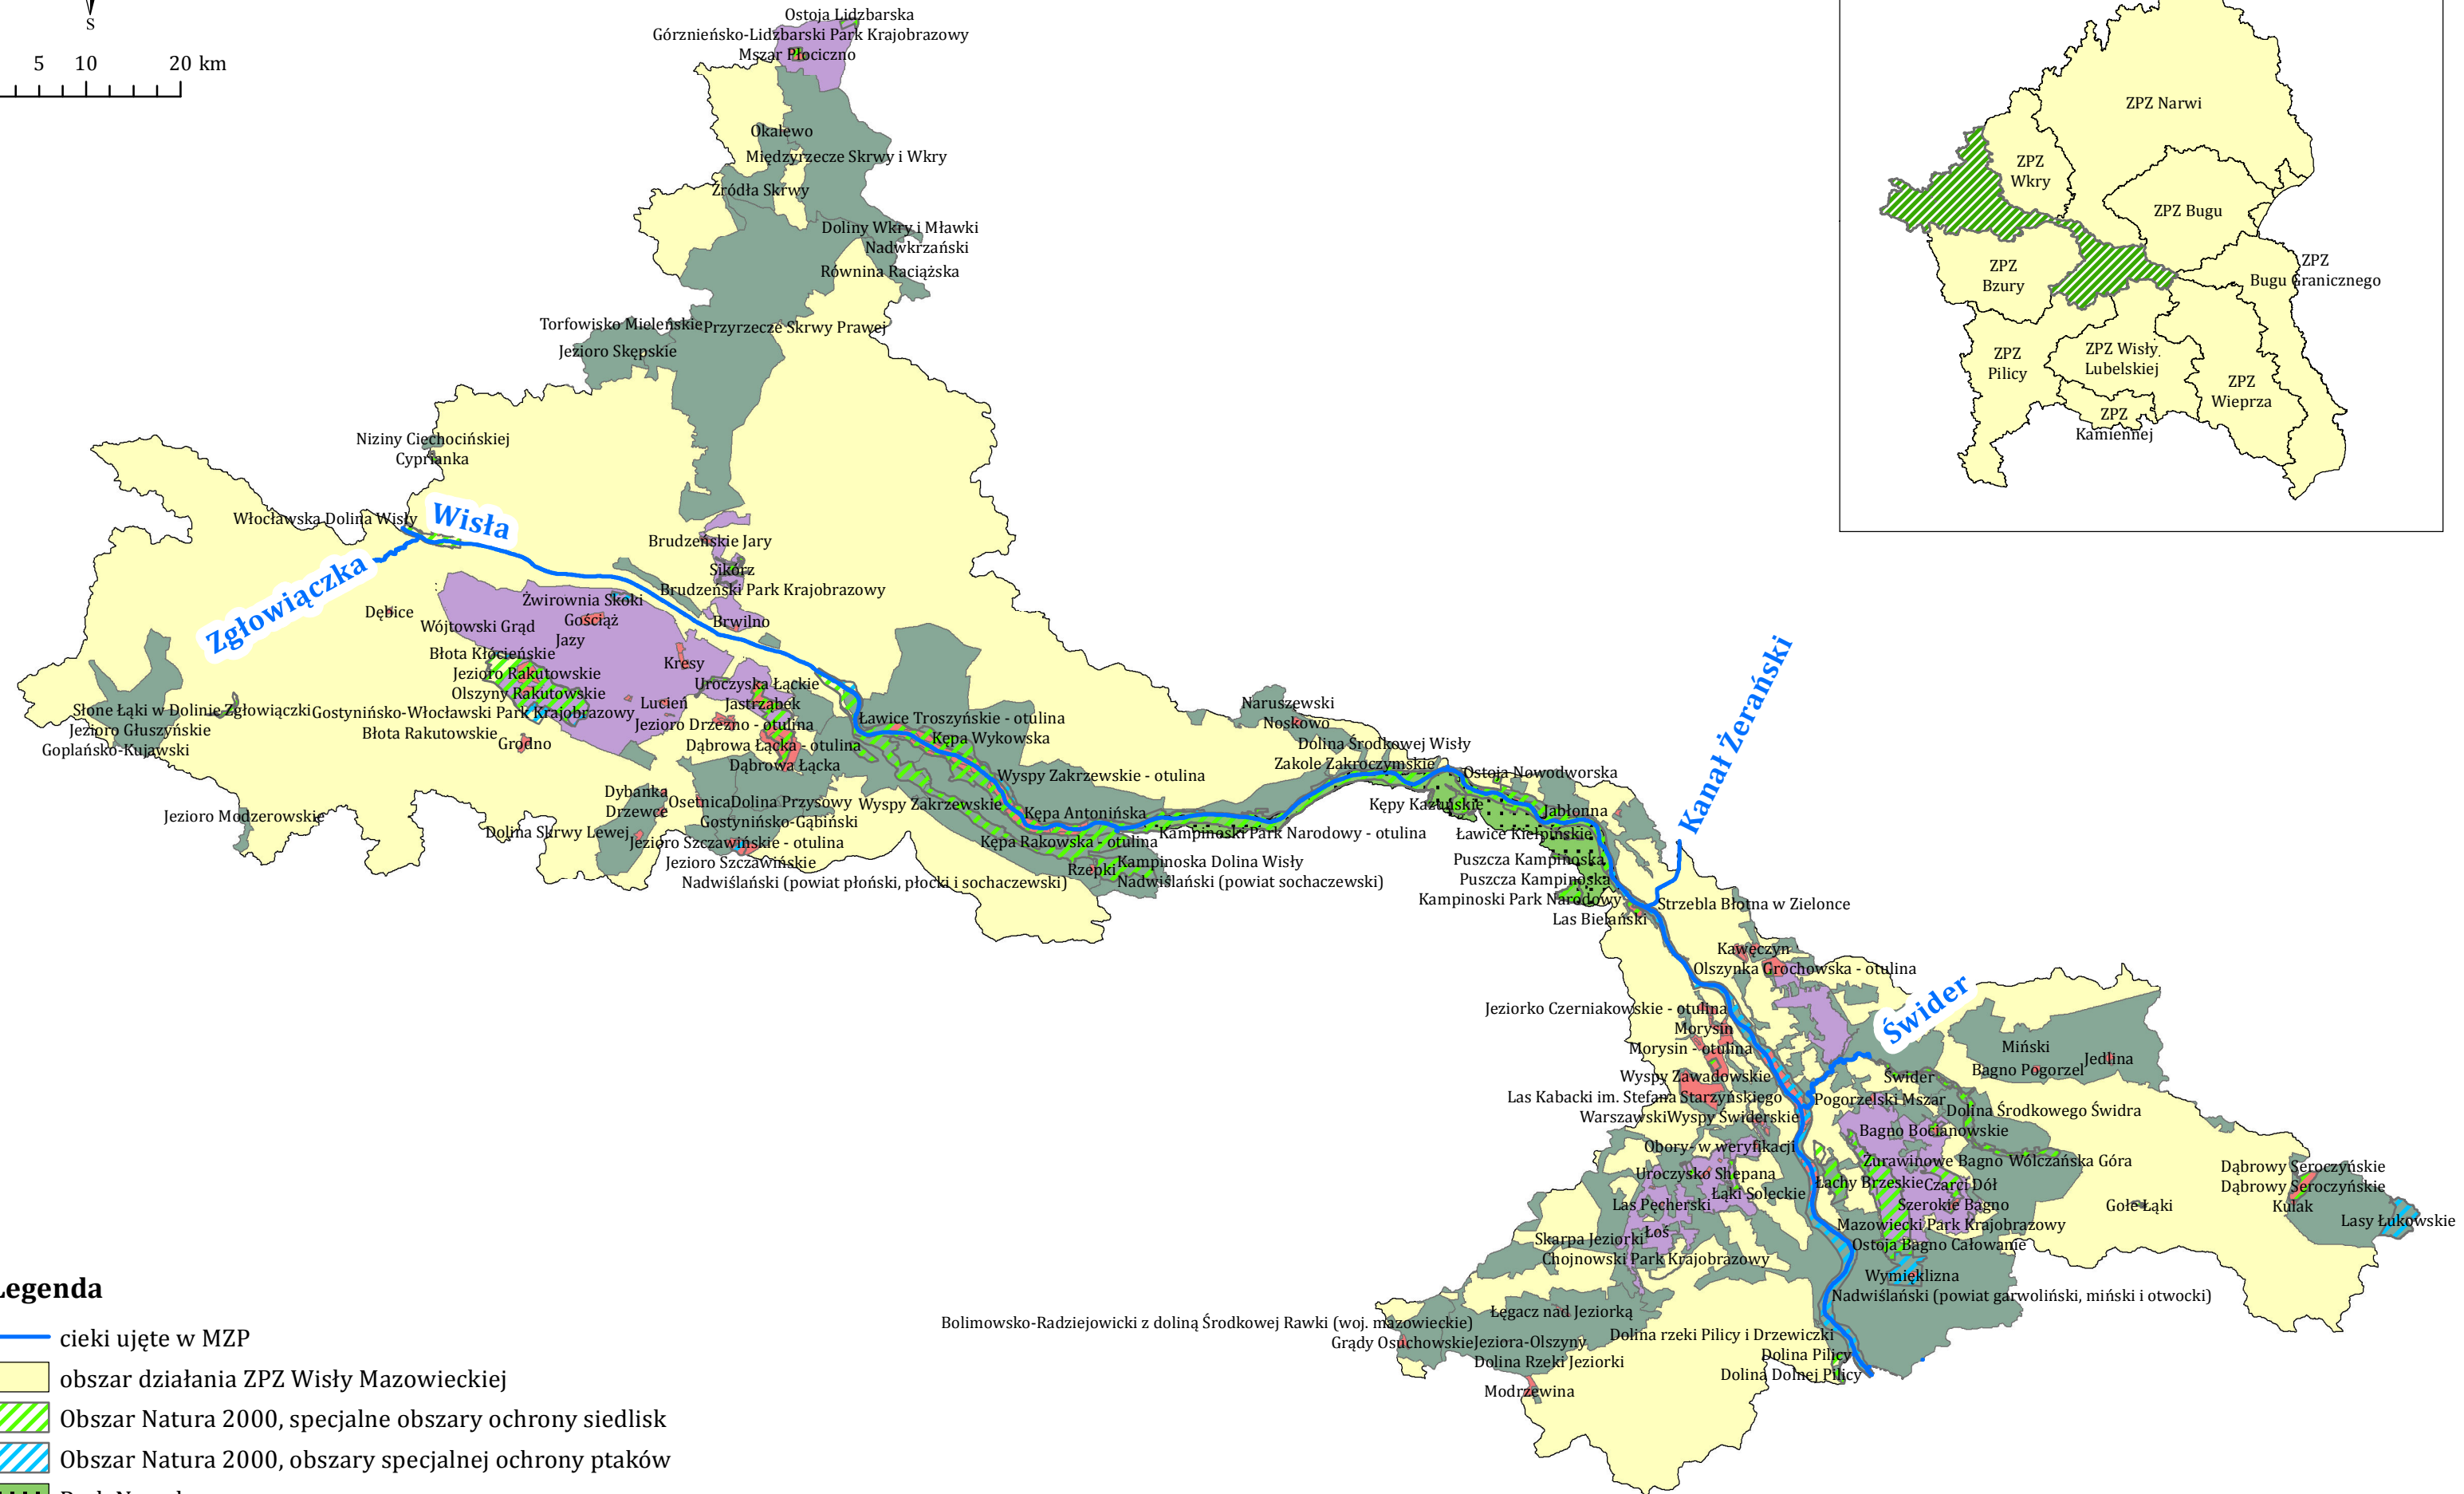 S
5 10 20 km
Ostoja Lidzbarska
Górznieńsko-Lidzbarski Park Krajobrazowy
Mszar Płociczno
Okalewo
Międzyrzecze Skrwy i Wkry
Źródła Skrwy
Doliny Wkry i Mławki
Nadwkrzański
Równina Raciąska
Torfowisko Mieleńskie
Przyrzecze Skrwy Prawej
Jezioro Skępskie
Niziny Ciechocińskiej
Cyprianka
Włocławska Dolina Wisły
Wisła
Zgłowiączka
Brudzeńskie Jary
Sikórz
Brudzeński Park Krajobrazowy
Żwirownia Skoki
Gościąż
Brwilno
Dębice
Wójtowski Grąd
Jazy
Błota Kłócieńskie
Kresy
Jezioro Rakutowskie
Uroczyska Łąckie
Olszyny Rakutowskie
Lucień
Jastrząbek
Słone Łąki w Dolinie Zgłowiączki
Gostynińsko-Włocławski Park Krajobrazowy
Jezioro Drzezno - otulina
Ławice Troszyńskie - otulina
Jezioro Głuszyńskie
Błota Rakutowskie
Kępa Wykowska
Goplańsko-Kujawski
Grodno
Dąbrowa Łącka - otulina
Dąbrowa Łącka
Wyspy Zakrzewskie - otulina
Dybanka
Drzewce
Osetnica
Dolina Przysowy
Wyspy Zakrzewskie
Jezioro Modzerowskie
Gostynińsko-Gąbiński
Kępa Antonińska
Dolina Skrwy Lewej
Jezioro Szczawińskie - otulina
Kępa Rakowska - otulina
Kampinoski Park Narodowy - otulina
Jezioro Szczawińskie
Rzepki
Kampinoska Dolina Wisły
Nadwiślański (powiat płoński, płocki i sochaczewski)
Nadwiślański (powiat sochaczewski)
Naruszewski
Noskowo
Dolina Środkowej Wisły
Zakole Zakroczymskie
Ostoja Nowodworska
Kępy Kazuńskie
Jabłonna
Ławice Kiełpińskie
Puszcza Kampinoska
Puszcza Kampinoska
Kampinoski Park Narodowy
Las Bielański
Kanał Żerański
Strzebla Błotna w Zielonce
Kawęczyn
Olszynka Grochowska - otulina
Jeziorko Czerniakowskie - otulina
Morysin
Morysin - otulina
Świder
Miński
Jedlina
Bagno Pogorzel
Wyspy Zawadowskie
Świder
Las Kabacki im. Stefana Starzyńskiego
Pogorzelski Mszar
Warszawski
Wyspy Świderskie
Dolina Środkowego Świdra
Bagno Bocianowskie
Obory- w weryfikacji
Żurawinowe Bagno
Wólczańska Góra
Uroczysko Stephana
Łachy Brzeskie
Czarci Dół
Łąki Soleckie
Las Pęcherski
Szerokie Bagno
Mazowiecki Park Krajobrazowy
Łoś
Skarpa Jeziorki
Ostoja Bagno Całowanie
Chojnowski Park Krajobrazowy
Wymięklizna
Nadwiślański (powiat garwoliński, miński i otwocki)
Dąbrowy Seroczyńskie
Dąbrowy Seroczyńskie
Kulak
Gołe Łąki
Lasy Łukowskie
Łęgacz nad Jeziorką
Bolimowsko-Radziejowicki z doliną Środkowej Rawki (woj. mazowieckie)
Grądy Osuchowskie
Jeziora-Olszyny
Dolina rzeki Pilicy i Drzewiczki
Dolina Rzeki Jeziorki
Dolina Pilicy
Dolina Dolnej Pilicy
Modrzewina
ZPZ Narwi
ZPZ
Wkry
ZPZ Bugu
ZPZ
Bzury
ZPZ
Bugu Granicznego
ZPZ
Pilicy
ZPZ Wisły
Lubelskiej
ZPZ
Wieprza
ZPZ
Kamiennej
Legenda
cieki ujęte w MZP
obszar działania ZPZ Wisły Mazowieckiej
Obszar Natura 2000, specjalne obszary ochrony siedlisk
Obszar Natura 2000, obszary specjalnej ochrony ptaków